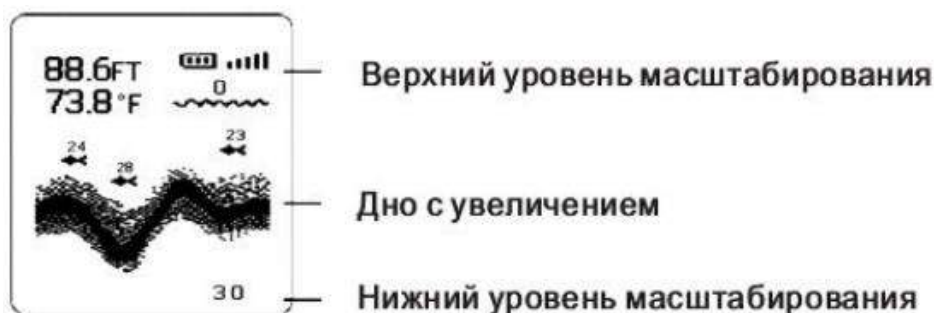 88.6FT
73.8°F
0
Верхний уровень масштабирования
24
23
28
Дно с увеличением
30
Нижний уровень масштабирования